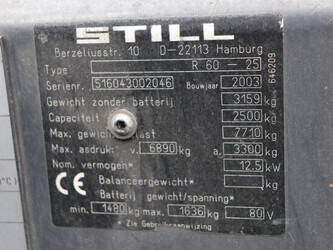 STILL
Berzeliusstr. 10 D-22113 Hamburg
Type R 60 - 25
Serienr. 516043002046 Bouwjaar 2003
Gewicht zonder batterij 3159 kg
Capaciteit 2500 kg
Max. gewicht last 7710 kg
Max. asdruk v. 6890 kg a. 3360 kg
Nom. vermogen* 12.5 kW
Balanceergewicht* - kg
Batterij gewicht/spanning*
min. 1480 kg max. 1636 kg 80 V
* Zie Gebruiksaanwijzing
646209
CE
°C)